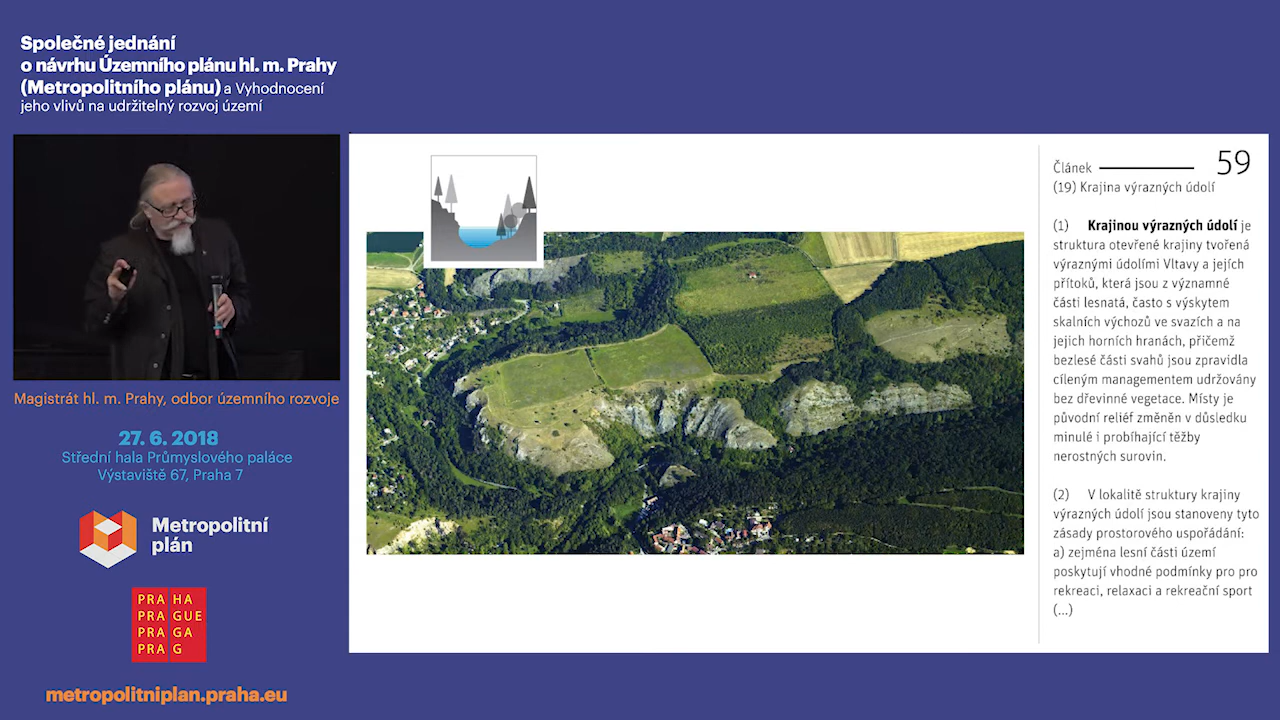 Společné jednání
o návrhu Územního plánu hl. m. Prahy
(Metropolitního plánu) a Vyhodnocení
jeho vlivů na udržitelný rozvoj území
Magistrát hl. m. Prahy, odbor územního rozvoje
27. 6. 2018
Střední hala Průmyslového paláce
Výstaviště 67, Praha 7
Metropolitní
plán
PRA HA
PRA GUE
PRA GA
PRA G
metropolitniplan.praha.eu
Článek 59
(19) Krajina výrazných údolí
(1) Krajinou výrazných údolí je
struktura otevřené krajiny tvořená
výraznými údolími Vltavy a jejích
přítoků, která jsou z významné
části lesnatá, často s výskytem
skalních výchozů ve svazích a na
jejich horních hranách, přičemž
bezlesé části svahů jsou zpravidla
cíleným managementem udržovány
bez dřevinné vegetace. Místy je
původní reliéf změněn v důsledku
minulé i probíhající těžby
nerostných surovin.
(2) V lokalitě struktury krajiny
výrazných údolí jsou stanoveny tyto
zásady prostorového uspořádání:
a) zejména lesní části území
poskytují vhodné podmínky pro pro
rekreaci, relaxaci a rekreační sport
(...)